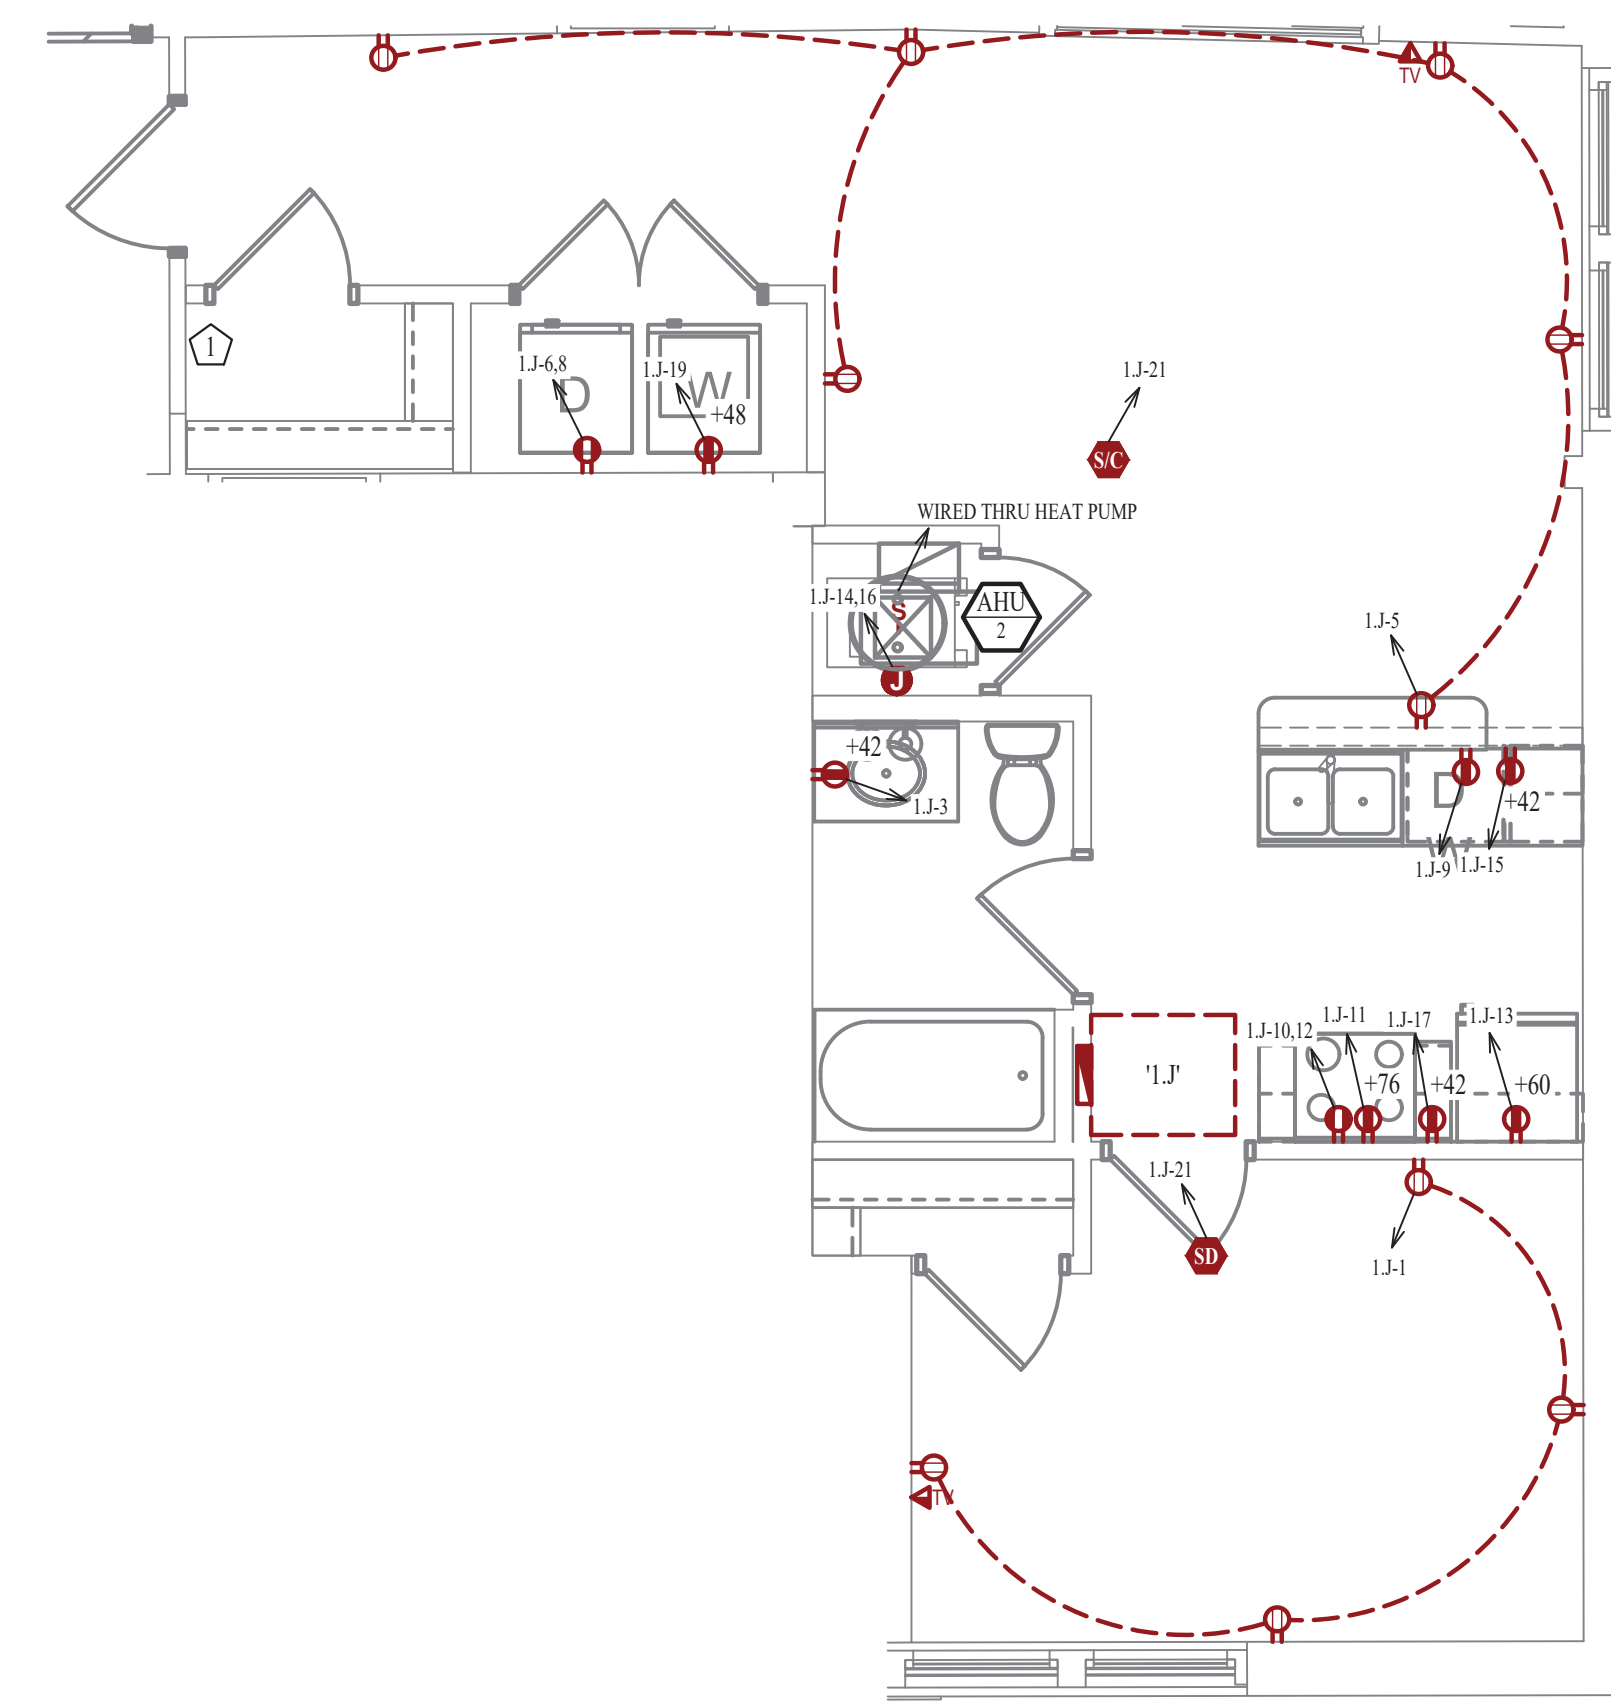 TV
1
1.J-6,8
D
1.J-19
W
+48
1.J-21
S/C
WIRED THRU HEAT PUMP
1.J-14,16
S
AHU
2
J
1.J-5
+42
1.J-3
D
W
+42
1.J-9
1.J-15
'1.J'
1.J-10,12
1.J-11
1.J-17
1.J-13
+76
+42
+60
1.J-21
SD
1.J-1
TV